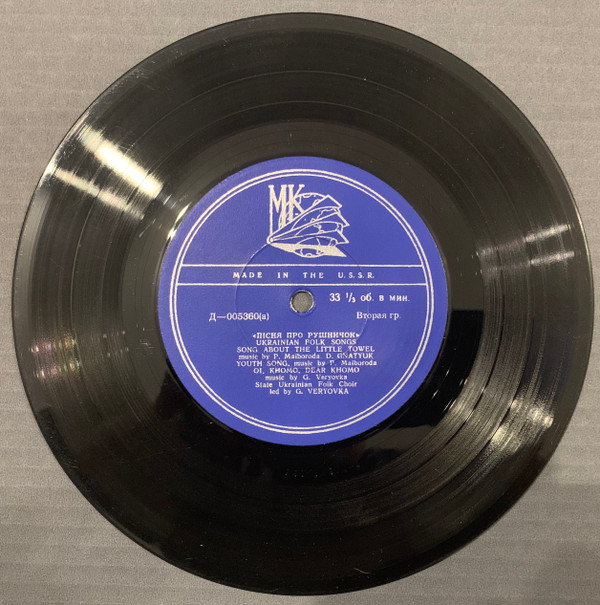 МК
MADE IN THE U.S.S.R.
33 1/3 об. в мин.
Д—005360(а) Вторая гр.
«ПІСНЯ ПРО РУШНИЧОК»
UKRAINIAN FOLK SONGS
SONG ABOUT THE LITTLE TOWEL
music by P. Maiboroda. D. GNATYUK
YOUTH SONG, music by P. Maiboroda
OI, KHOMO, DEAR KHOMO
music by G. Veryovka
State Ukrainian Folk Choir
led by G. VERYOVKA